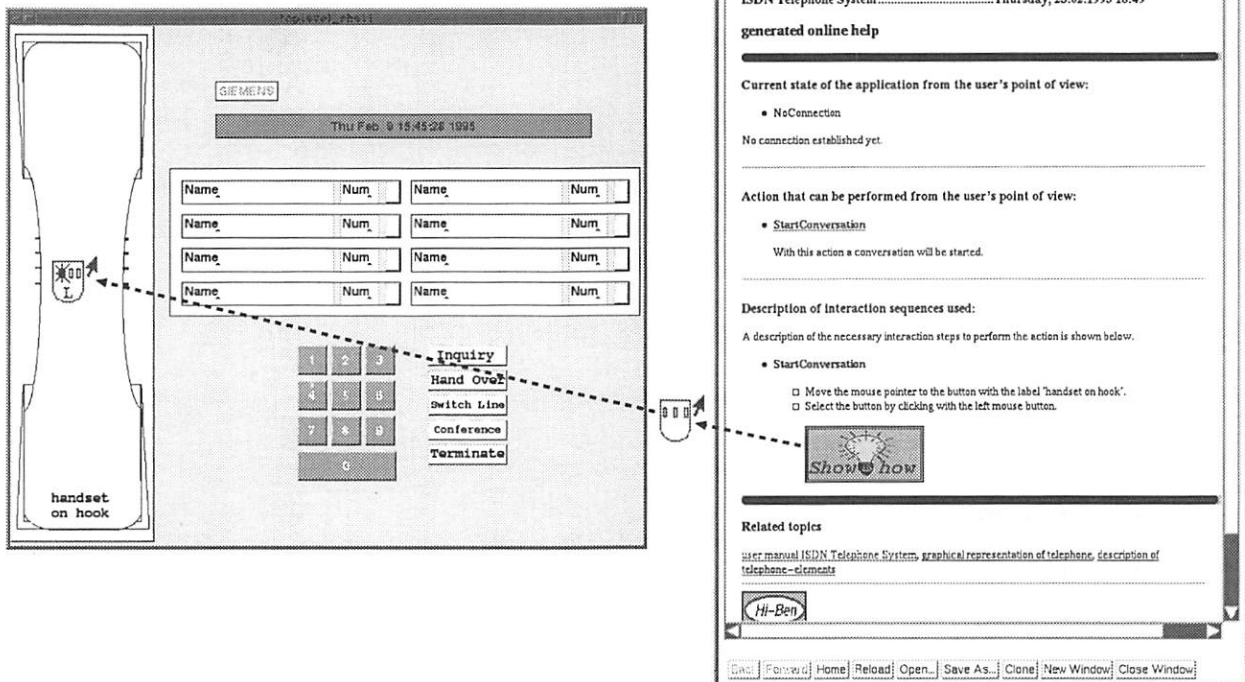 toplevel_shell
SIEMENS
Thu Feb 9 15:45:28 1995
Name Num Name Num
Name Num Name Num
Name Num Name Num
Name Num Name Num
L
1 2 3
4 5 6
7 8 9
0
Inquiry
Hand Over
Switch Line
Conference
Terminate
handset
on hook
ISDN Telephone System
generated online help
Current state of the application from the user's point of view:
• NoConnection
No connection established yet.
Action that can be performed from the user's point of view:
• StartConversation
With this action a conversation will be started.
Description of interaction sequences used:
A description of the necessary interaction steps to perform the action is shown below.
• StartConversation
□ Move the mouse pointer to the button with the label "handset on hook".
□ Select the button by clicking with the left mouse button.
Show how
Related topics
user manual ISDN Telephone System, graphical representation of telephone, description of
telephone-elements
Hi-Ben
Back Forward Home Reload Open... Save As... Clone New Window Close Window